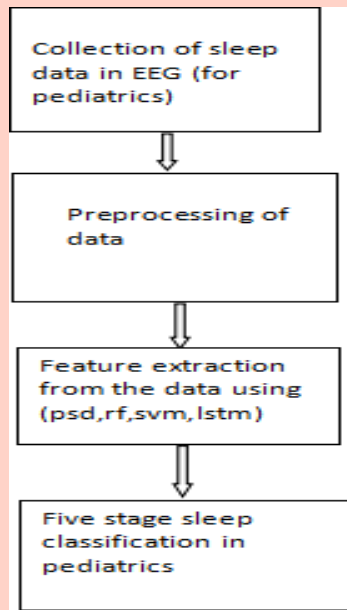 Collection of sleep
data in EEG (for
pediatrics)
Preprocessing of
data
Feature extraction
from the data using
(psd,rf,svm,lstm)
Five stage sleep
classification in
pediatrics